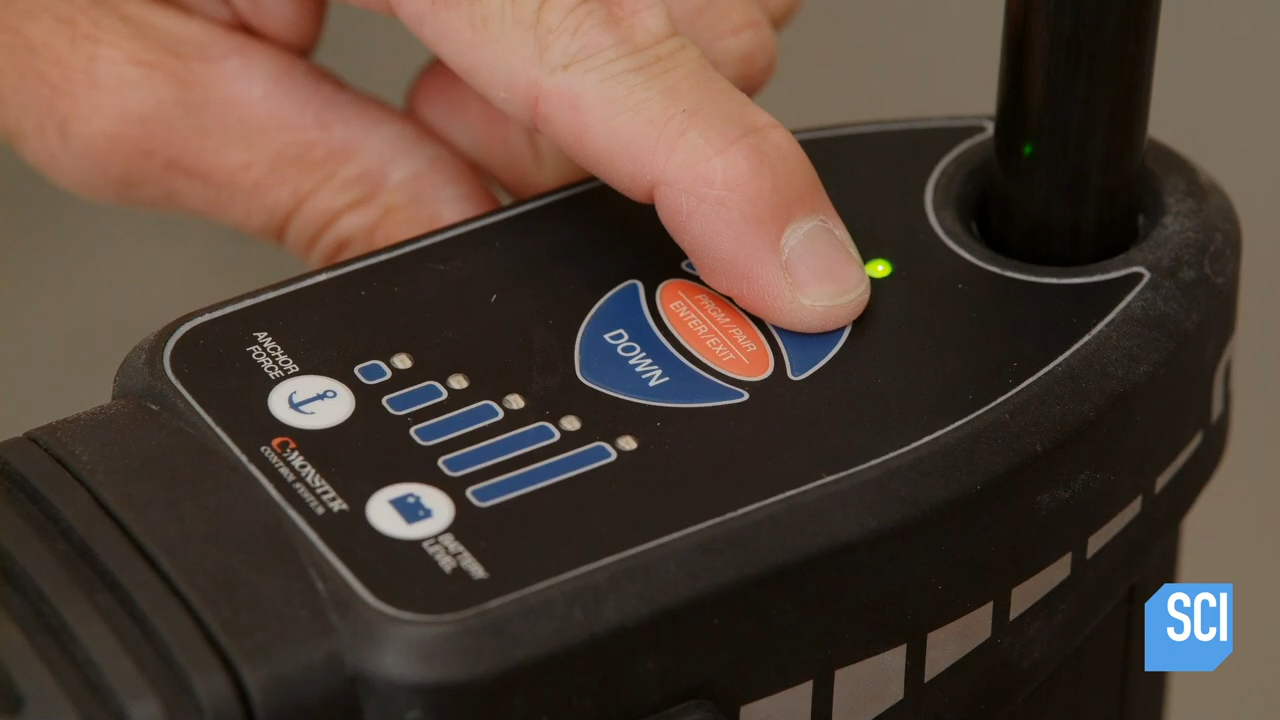 ANCHOR
FORCE
C-MONSTER
CONTROL SYSTEM
BATTERY
LEVEL
DOWN
PRGM / PAIR
ENTER / EXIT
SCI